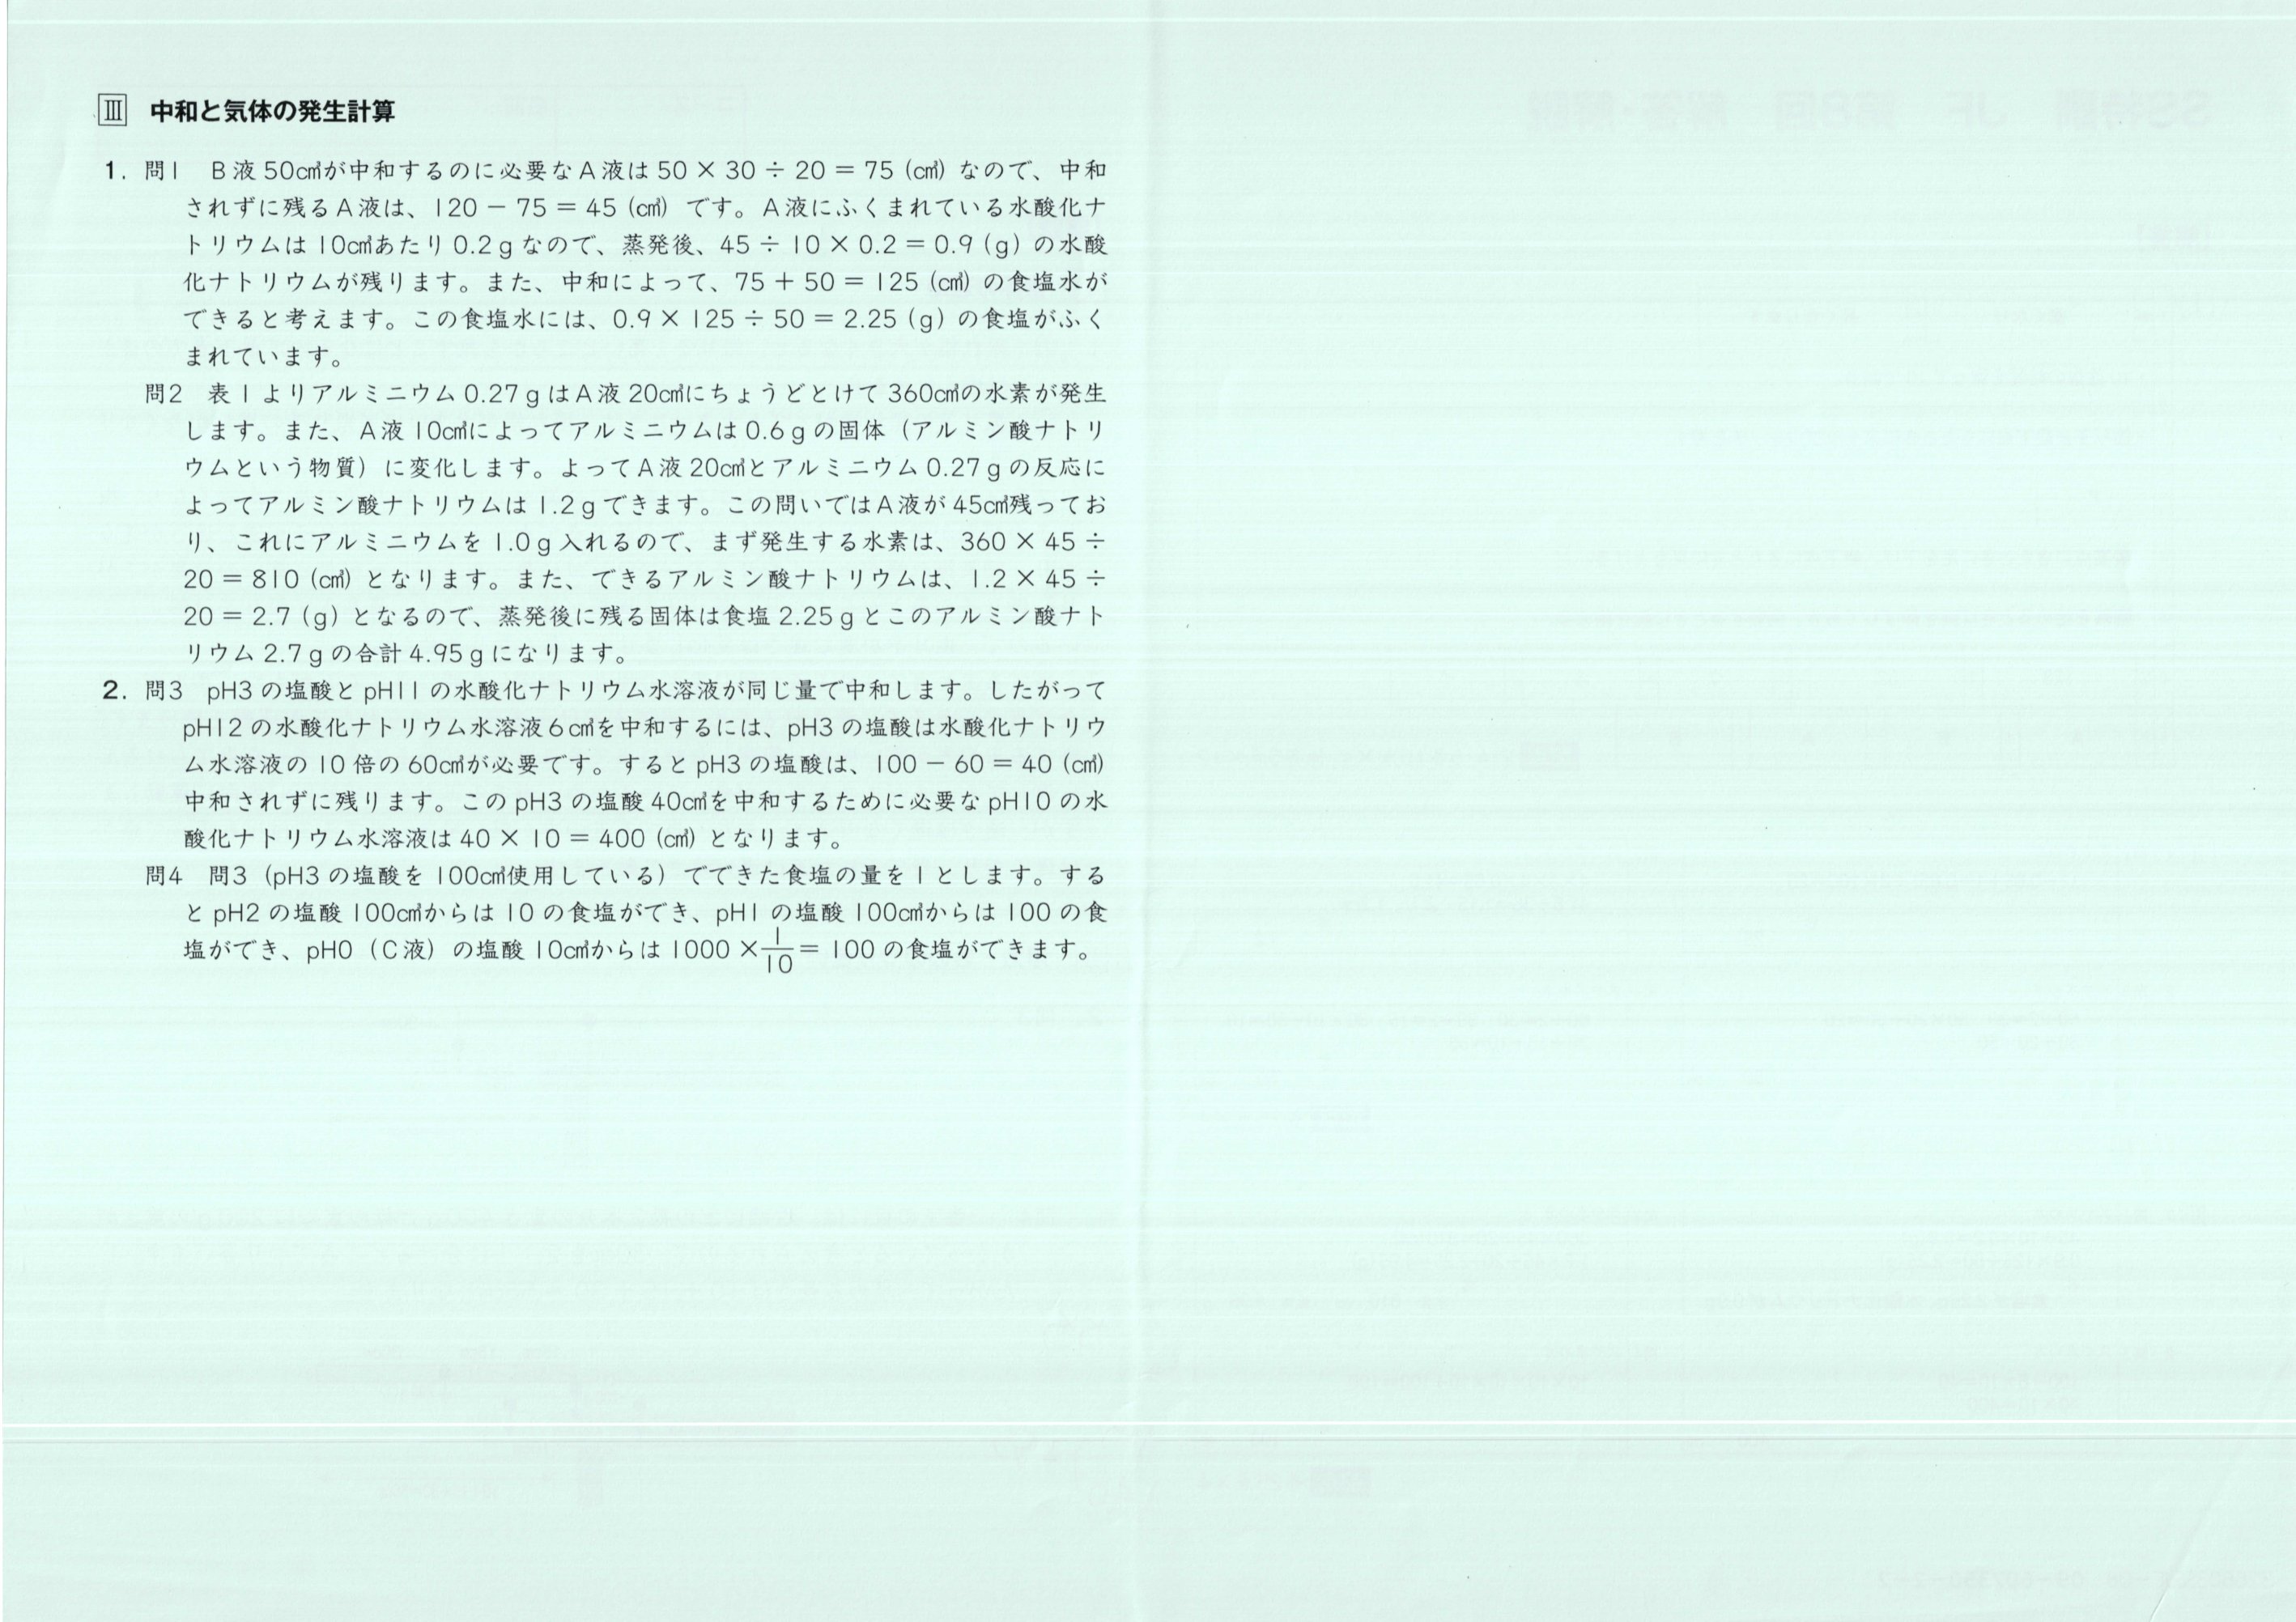 Ⅲ 中和と気体の発生計算
1. 問1 B液50㎤が中和するのに必要なA液は50×30÷20=75(㎤)なので、中和
されずに残るA液は、120-75=45(㎤)です。A液にふくまれている水酸化ナ
トリウムは10㎤あたり0.2gなので、蒸発後、45÷10×0.2=0.9(g)の水酸
化ナトリウムが残ります。また、中和によって、75+50=125(㎤)の食塩水が
できると考えます。この食塩水には、0.9×125÷50=2.25(g)の食塩がふく
まれています。
問2 表1よりアルミニウム0.27gはA液20㎤にちょうどとけて360㎤の水素が発生
します。また、A液10㎤によってアルミニウムは0.6gの固体(アルミン酸ナトリ
ウムという物質)に変化します。よってA液20㎤とアルミニウム0.27gの反応に
よってアルミン酸ナトリウムは1.2gできます。この問いではA液が45㎤残ってお
り、これにアルミニウムを1.0g入れるので、まず発生する水素は、360×45÷
20=810(㎤)となります。また、できるアルミン酸ナトリウムは、1.2×45÷
20=2.7(g)となるので、蒸発後に残る固体は食塩2.25gとこのアルミン酸ナト
リウム2.7gの合計4.95gになります。
2. 問3 pH3の塩酸とpH11の水酸化ナトリウム水溶液が同じ量で中和します。したがって
pH12の水酸化ナトリウム水溶液6㎤を中和するには、pH3の塩酸は水酸化ナトリウ
ム水溶液の10倍の60㎤が必要です。するとpH3の塩酸は、100-60=40(㎤)
中和されずに残ります。このpH3の塩酸40㎤を中和するために必要なpH10の水
酸化ナトリウム水溶液は40×10=400(㎤)となります。
問4 問3(pH3の塩酸を100㎤使用している)でできた食塩の量を1とします。する
とpH2の塩酸100㎤からは10の食塩ができ、pH1の塩酸100㎤からは100の食
塩ができ、pH0(C液)の塩酸10㎤からは1000×1/10=100の食塩ができます。